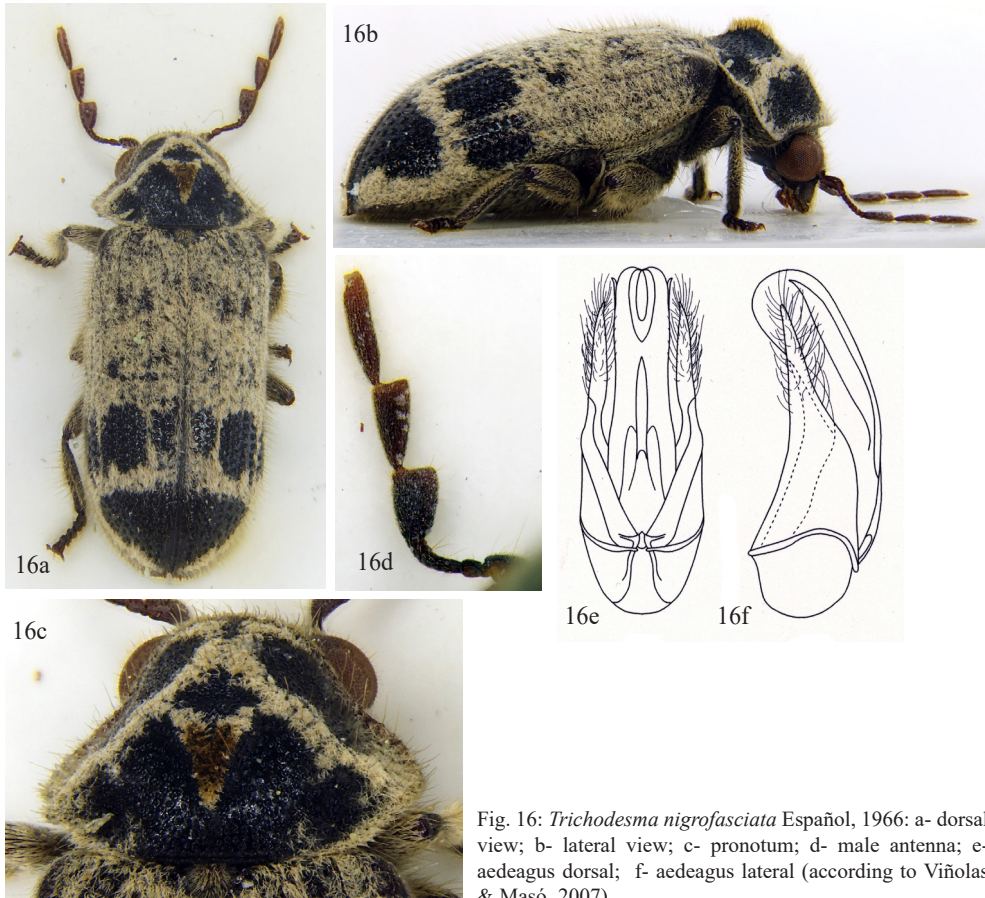 16a
16b
16c
16d
16e
16f
Fig. 16: Trichodesma nigrofasciata Español, 1966: a- dorsal
view; b- lateral view; c- pronotum; d- male antenna; e-
aedeagus dorsal; f- aedeagus lateral (according to Viñolas
& Masó, 2007)